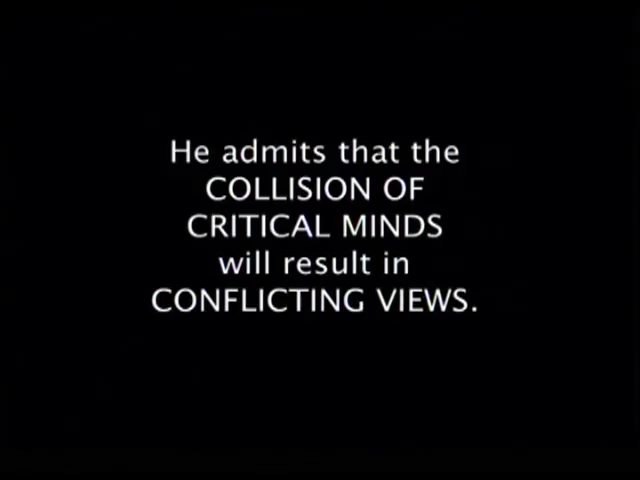 He admits that the
COLLISION OF
CRITICAL MINDS
will result in
CONFLICTING VIEWS.